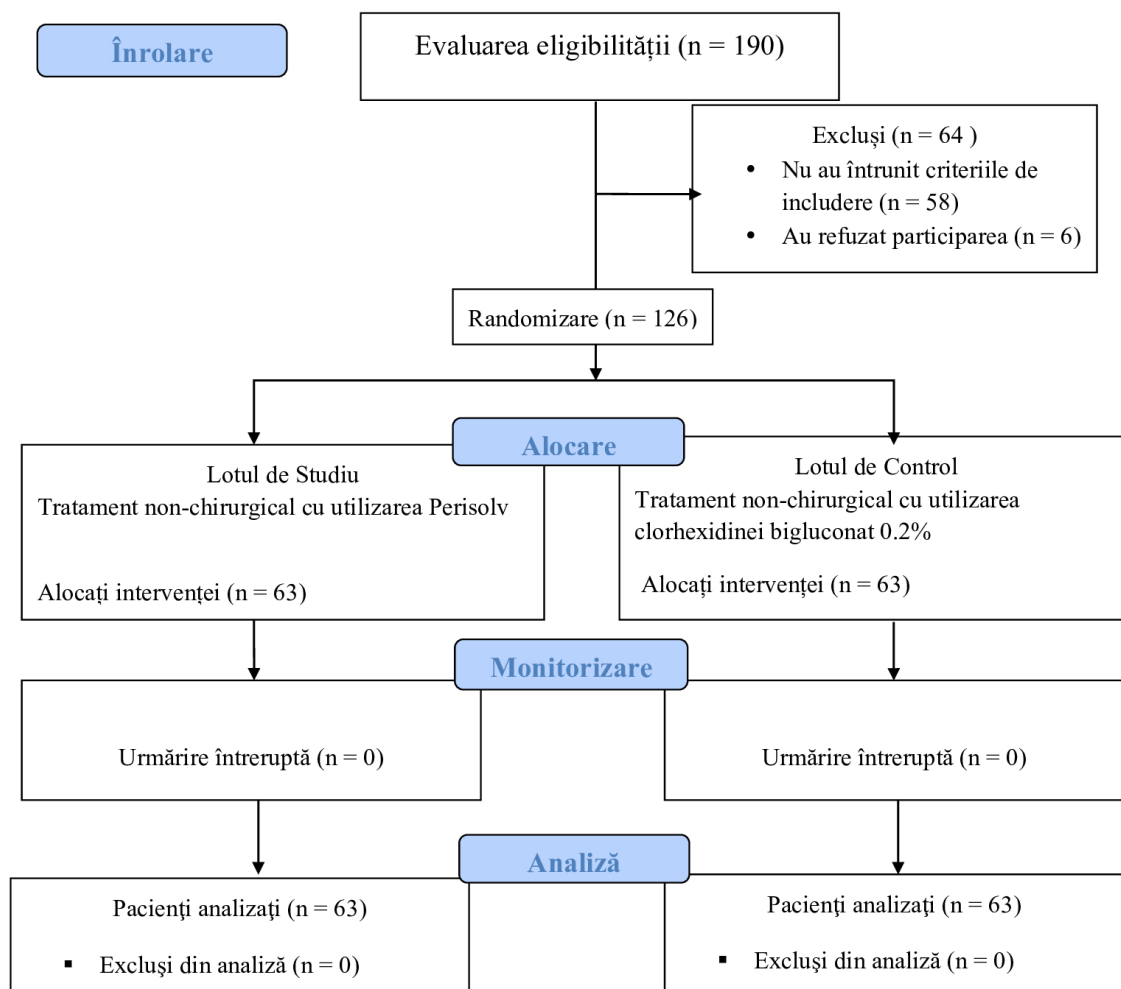 Înrolare
Evaluarea eligibilității (n = 190)
Excluși (n = 64 )
• Nu au întrunit criteriile de
includere (n = 58)
• Au refuzat participarea (n = 6)
Randomizare (n = 126)
Alocare
Lotul de Studiu
Tratament non-chirurgical cu utilizarea Perisolv
Alocați intervenței (n = 63)
Lotul de Control
Tratament non-chirurgical cu utilizarea
clorhexidinei bigluconat 0.2%
Alocați intervenței (n = 63)
Monitorizare
Urmărire întreruptă (n = 0)
Urmărire întreruptă (n = 0)
Analiză
Pacienţi analizaţi (n = 63)
▪ Excluşi din analiză (n = 0)
Pacienţi analizaţi (n = 63)
▪ Excluşi din analiză (n = 0)